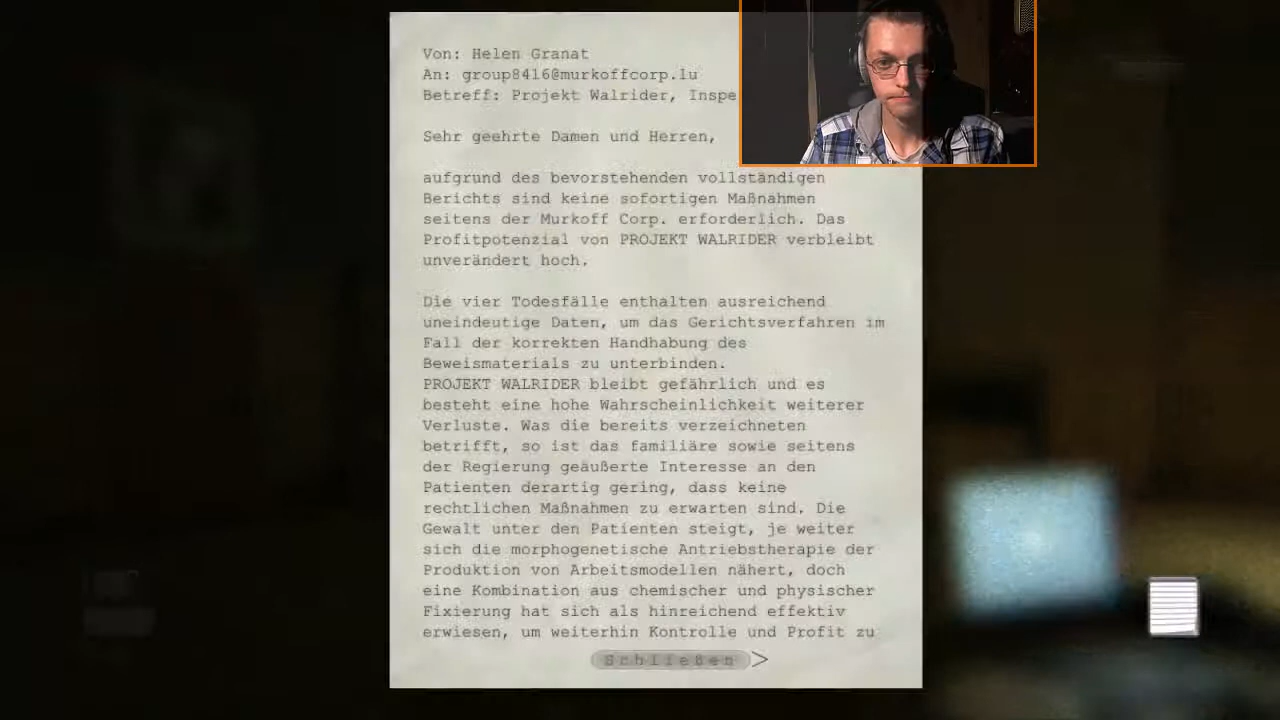 Von: Helen Granat
An: group8416@murkoffcorp.lu
Betreff: Projekt Walrider,
Sehr geehrte Damen und Herren,
aufgrund des bevorstehenden vollständigen
Berichts sind keine sofortigen Maßnahmen
seitens der Murkoff Corp. erforderlich. Das
Profitpotenzial von PROJEKT WALRIDER verbleibt
unverändert hoch.
Die vier Todesfälle enthalten ausreichend
uneindeutige Daten, um das Gerichtsverfahren im
Fall der korrekten Handhabung des
Beweismaterials zu unterbinden.
PROJEKT WALRIDER bleibt gefährlich und es
besteht eine hohe Wahrscheinlichkeit weiterer
Verluste. Was die bereits verzeichneten
betrifft, so ist das familiäre sowie seitens
der Regierung geäußerte Interesse an den
Patienten derartig gering, dass keine
rechtlichen Maßnahmen zu erwarten sind. Die
Gewalt unter den Patienten steigt, je weiter
sich die morphogenetische Antriebstherapie der
Produktion von Arbeitsmodellen nähert, doch
eine Kombination aus chemischer und physischer
Fixierung hat sich als hinreichend effektiv
erwiesen, um weiterhin Kontrolle und Profit zu
Schließen >